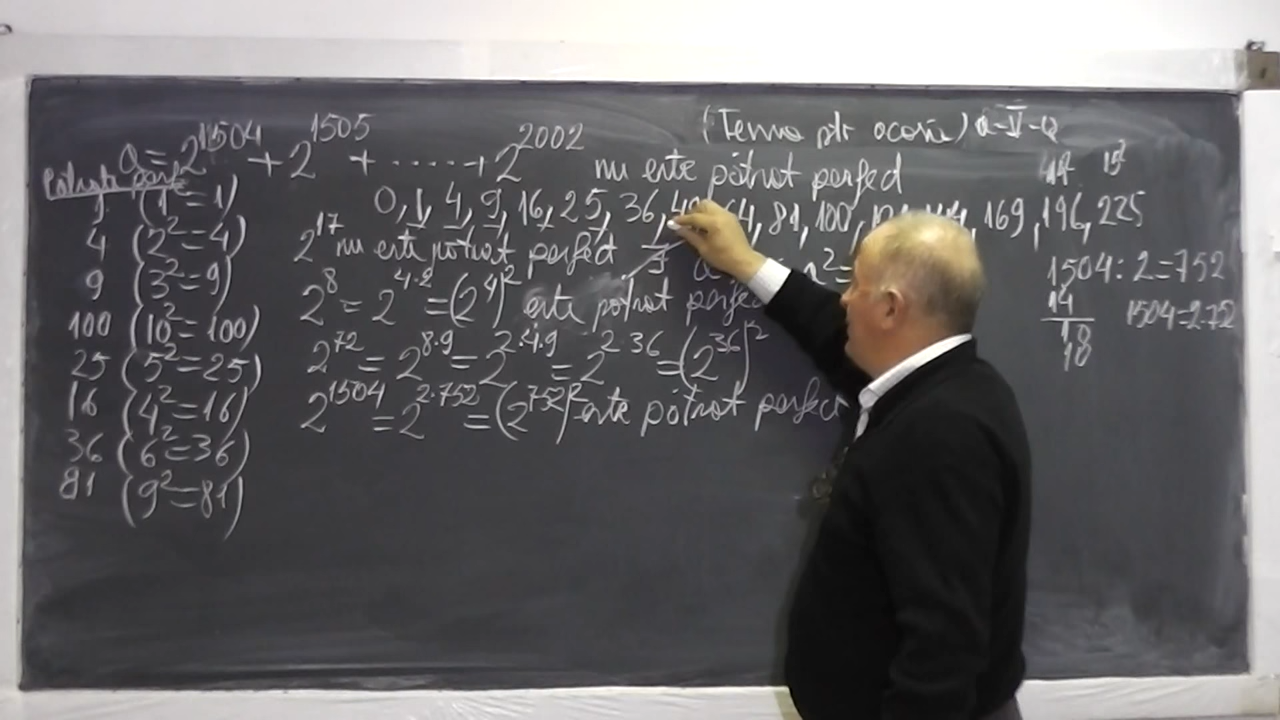 (Tema ptr acasă) a-V-a
a=2^1504 + 2^1505 + ...... + 2^2002 nu este pătrat perfect
Pătrate perf
1 (1²=1)
4 (2²=4)
9 (3²=9)
100 (10²=100)
25 (5²=25)
16 (4²=16)
36 (6²=36)
81 (9²=81)
0, 1, 4, 9, 16, 25, 36, 49, 64, 81, 100, 169, 196, 225
2^17 nu este pătrat perfect
2^8 = 2^4·2 = (2^4)² este pătrat perfect
2^72 = 2^8·9 = 2^2·4·9 = 2^2·36 = (2^36)²
2^1504 = 2^2·752 = (2^752)² este pătrat perfect
14² 15²
1504:2=752
14
10
10
1504=2·752